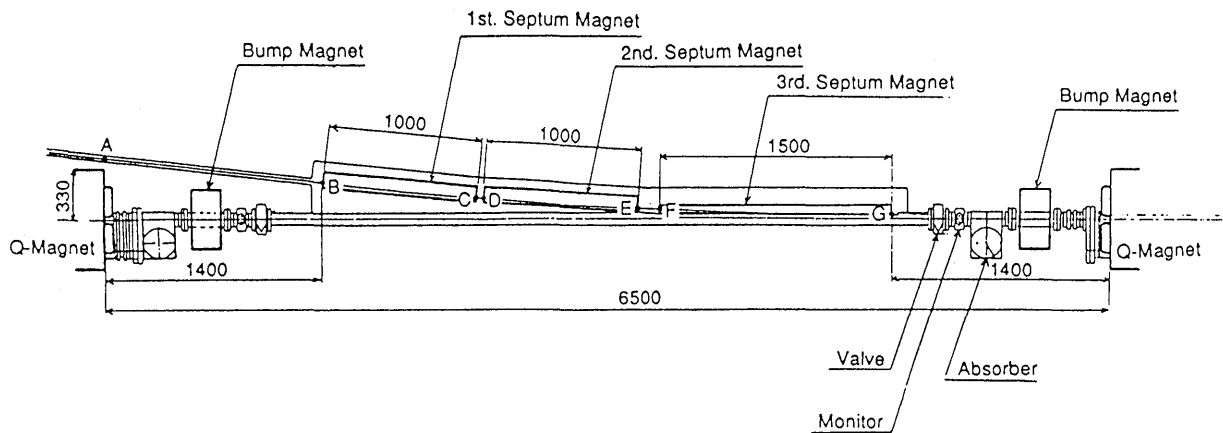 1st. Septum Magnet
Bump Magnet
2nd. Septum Magnet
3rd. Septum Magnet
Bump Magnet
1000
1000
1500
A
B
C
D
E
F
G
330
Q-Magnet
Q-Magnet
1400
1400
6500
Valve
Absorber
Monitor